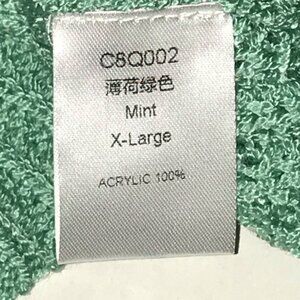 C8Q002
薄荷绿色
Mint
X-Large
ACRYLIC 100%